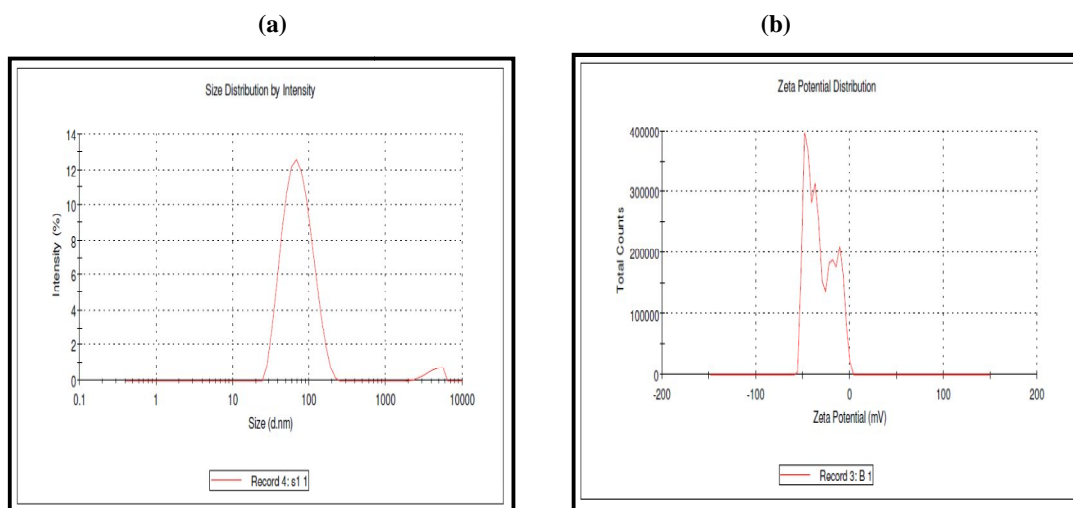 (a)
Size Distribution by Intensity
Intensity (%)
14
12
10
8
6
4
2
0
0.1 1 10 100 1000 10000
Size (d.nm)
Record 4: s1 1
(b)
Zeta Potential Distribution
Total Counts
400000
300000
200000
100000
0
-200 -100 0 100 200
Zeta Potential (mV)
Record 3: B 1